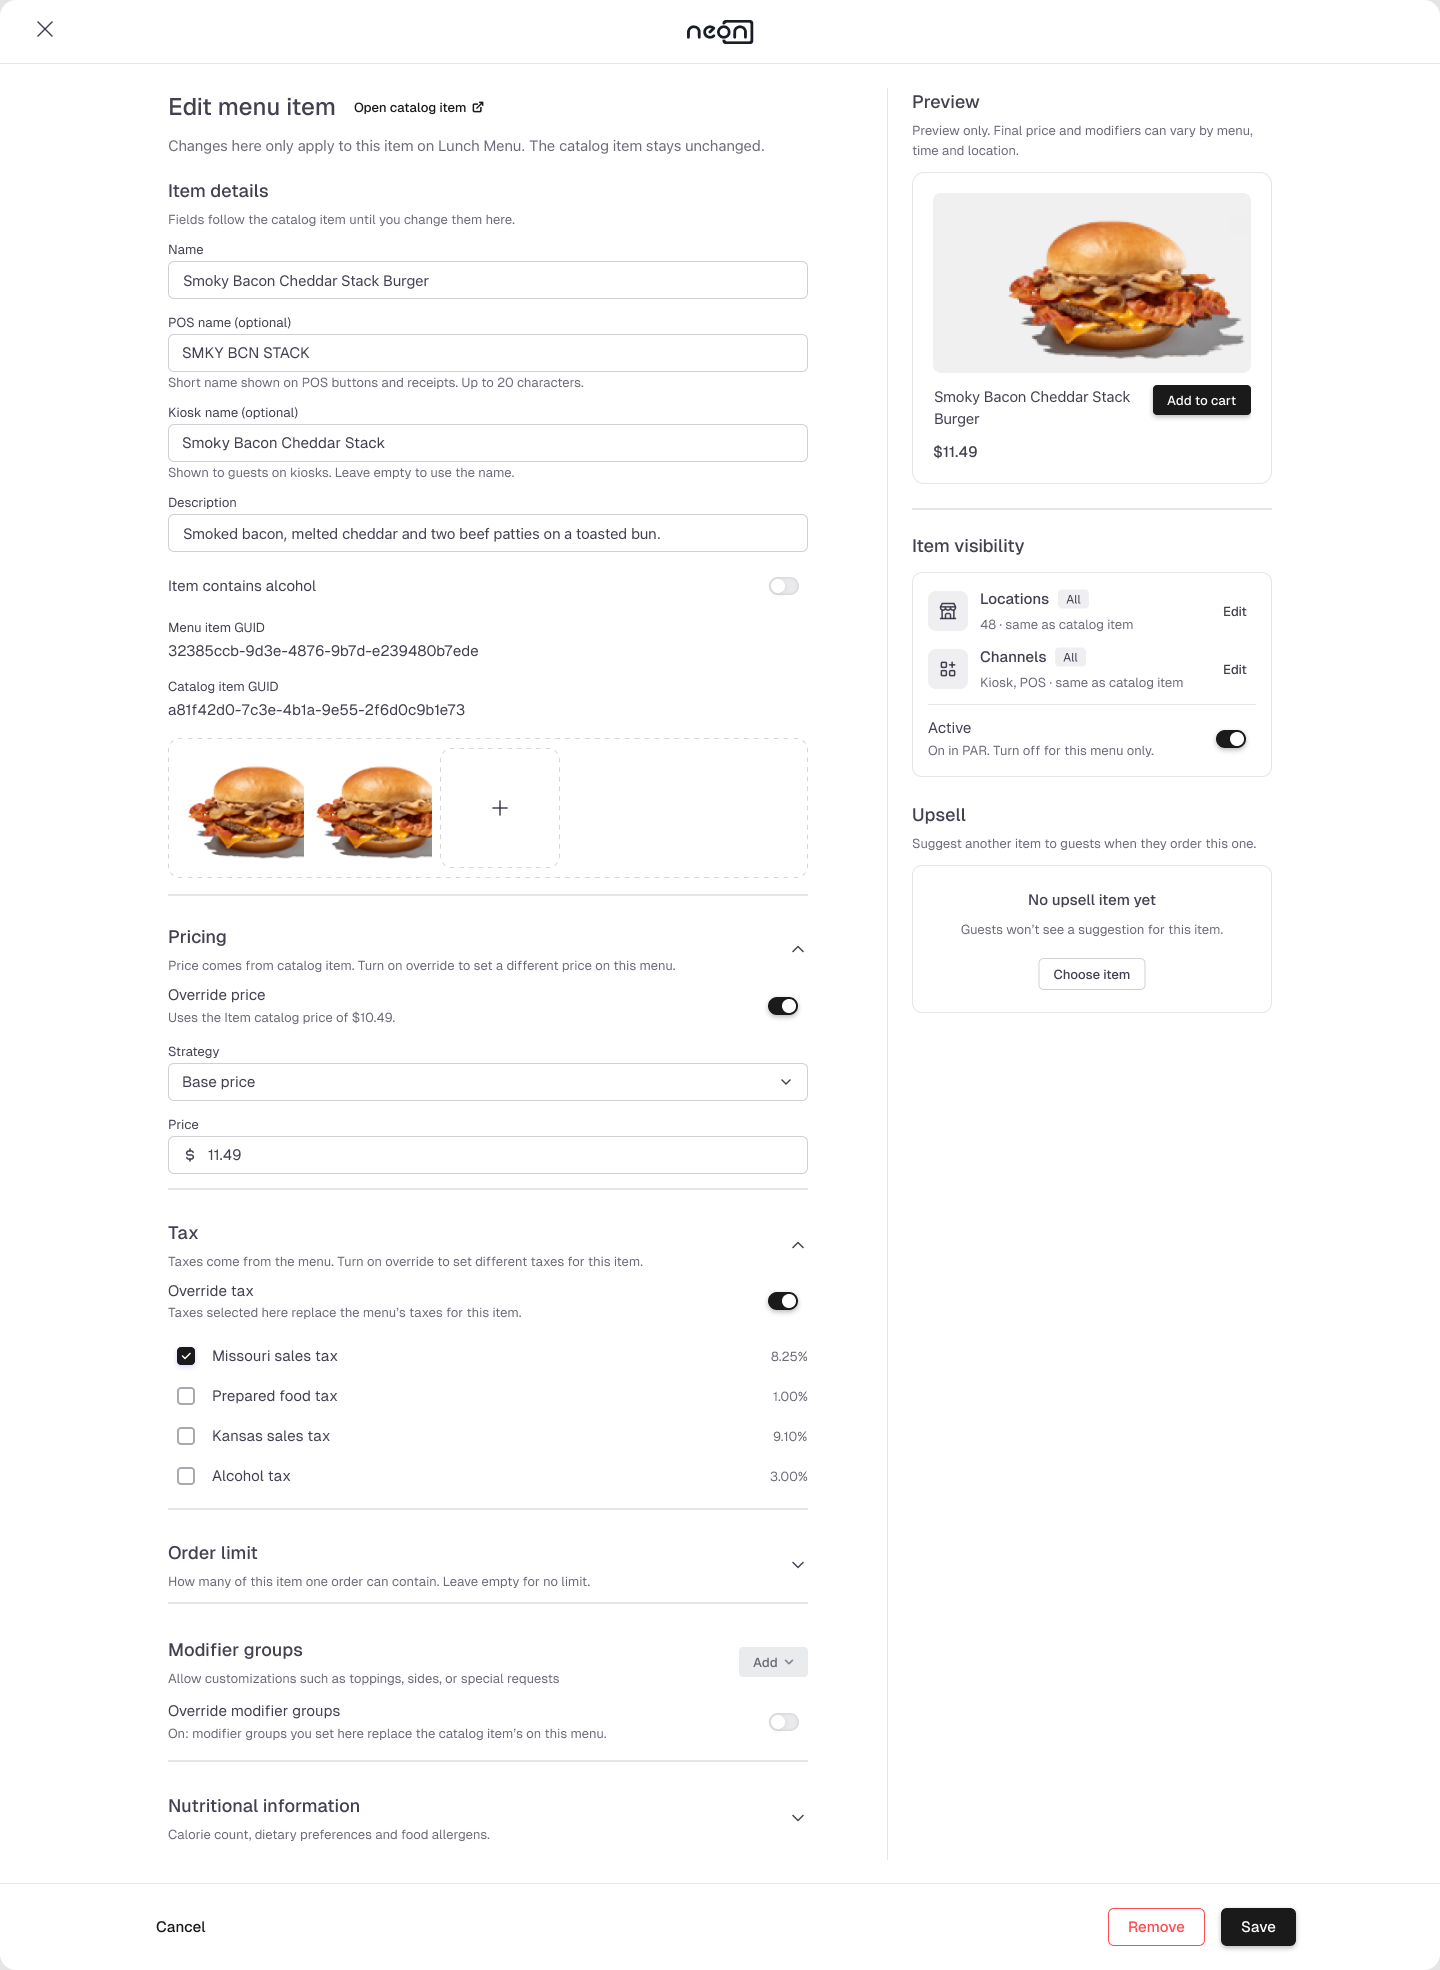 neon
Edit menu item
Open catalog item
Changes here only apply to this item on Lunch Menu. The catalog item stays unchanged.
Item details
Fields follow the catalog item until you change them here.
Name
Smoky Bacon Cheddar Stack Burger
POS name (optional)
SMKY BCN STACK
Short name shown on POS buttons and receipts. Up to 20 characters.
Kiosk name (optional)
Smoky Bacon Cheddar Stack
Shown to guests on kiosks. Leave empty to use the name.
Description
Smoked bacon, melted cheddar and two beef patties on a toasted bun.
Item contains alcohol
Menu item GUID
32385ccb-9d3e-4876-9b7d-e239480b7ede
Catalog item GUID
a81f42d0-7c3e-4b1a-9e55-2f6d0c9b1e73
Pricing
Price comes from catalog item. Turn on override to set a different price on this menu.
Override price
Uses the Item catalog price of $10.49.
Strategy
Base price
Price
$ 11.49
Tax
Taxes come from the menu. Turn on override to set different taxes for this item.
Override tax
Taxes selected here replace the menu's taxes for this item.
Missouri sales tax 8.25%
Prepared food tax 1.00%
Kansas sales tax 9.10%
Alcohol tax 3.00%
Order limit
How many of this item one order can contain. Leave empty for no limit.
Modifier groups
Allow customizations such as toppings, sides, or special requests
Add
Override modifier groups
On: modifier groups you set here replace the catalog item's on this menu.
Nutritional information
Calorie count, dietary preferences and food allergens.
Preview
Preview only. Final price and modifiers can vary by menu,
time and location.
Smoky Bacon Cheddar Stack
Burger
Add to cart
$11.49
Item visibility
Locations All
48 · same as catalog item
Edit
Channels All
Kiosk, POS · same as catalog item
Edit
Active
On in PAR. Turn off for this menu only.
Upsell
Suggest another item to guests when they order this one.
No upsell item yet
Guests won't see a suggestion for this item.
Choose item
Cancel
Remove
Save